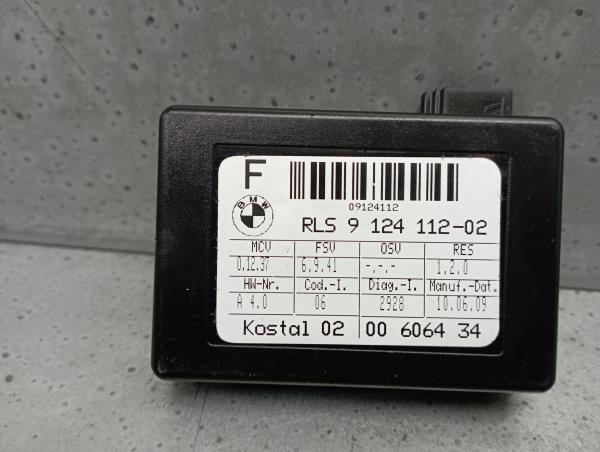 F
BMW
09124112
RLS 9 124 112-02
MCV FSV OSV RES
0.12.37 6.9.41 -.-.- 1.2.0
HW-Nr. Cod.-I. Diag.-I. Manuf.-Dat.
A 4.0 06 2928 10.06.09
Kostal 02 00 6064 34